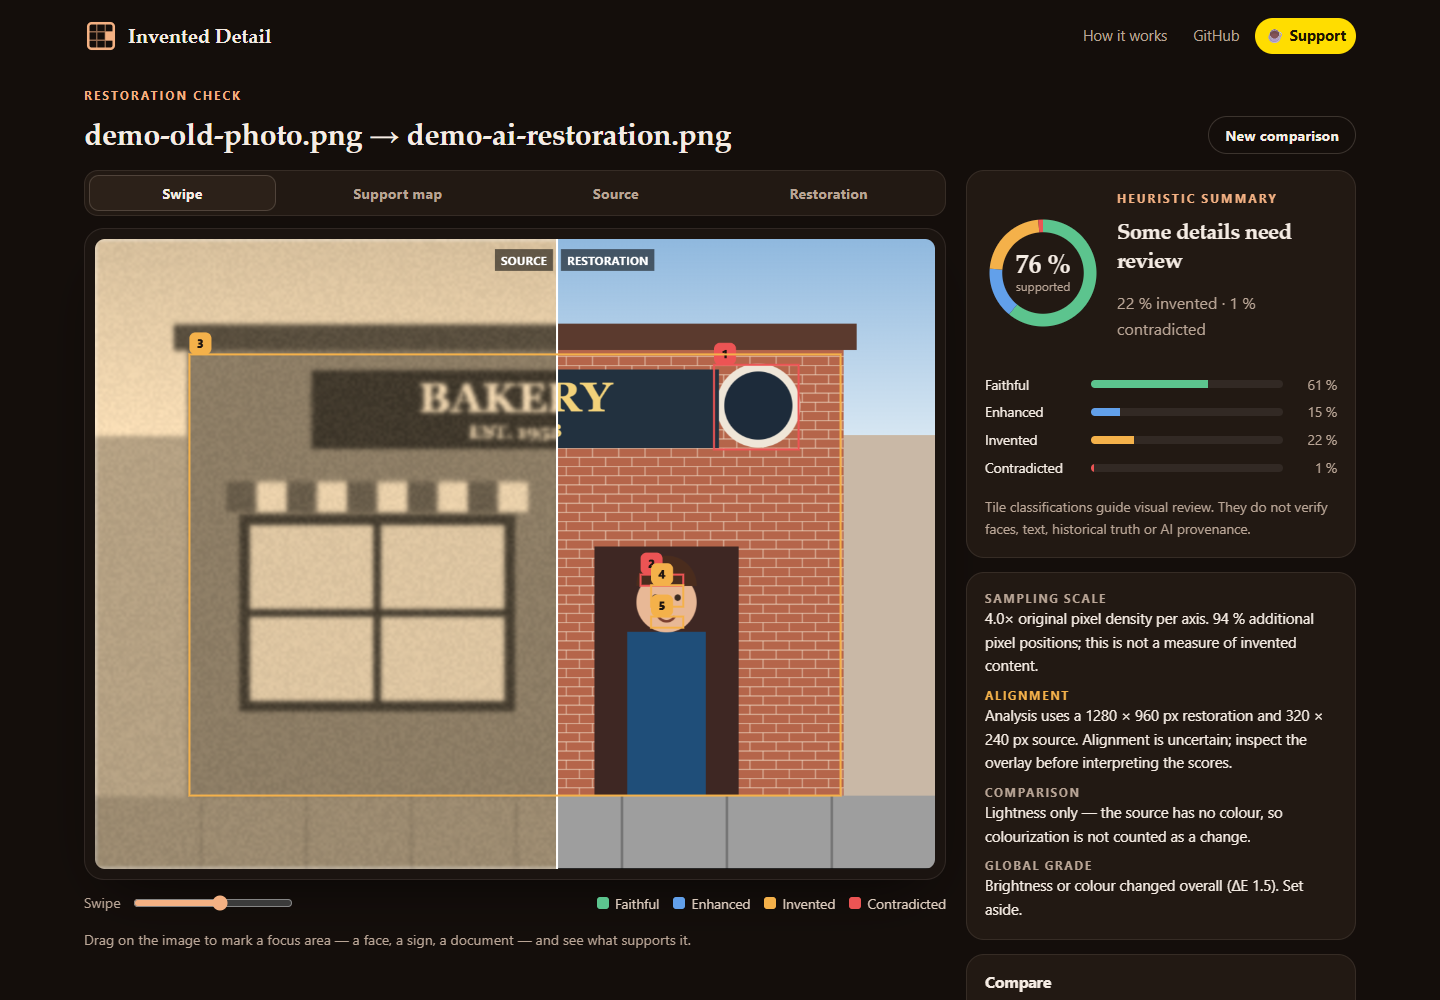 Invented Detail
How it works
GitHub
Support
RESTORATION CHECK
demo-old-photo.png → demo-ai-restoration.png
New comparison
Swipe
Support map
Source
Restoration
SOURCE
RESTORATION
3
1
BAKERY
EST. 1938
2
4
5
Swipe
Faithful
Enhanced
Invented
Contradicted
Drag on the image to mark a focus area — a face, a sign, a document — and see what supports it.
HEURISTIC SUMMARY
76 %
supported
Some details need
review
22 % invented · 1 %
contradicted
Faithful 61 %
Enhanced 15 %
Invented 22 %
Contradicted 1 %
Tile classifications guide visual review. They do not verify
faces, text, historical truth or AI provenance.
SAMPLING SCALE
4.0× original pixel density per axis. 94 % additional
pixel positions; this is not a measure of invented
content.
ALIGNMENT
Analysis uses a 1280 × 960 px restoration and 320 ×
240 px source. Alignment is uncertain; inspect the
overlay before interpreting the scores.
COMPARISON
Lightness only — the source has no colour, so
colourization is not counted as a change.
GLOBAL GRADE
Brightness or colour changed overall (ΔE 1.5). Set
aside.
Compare